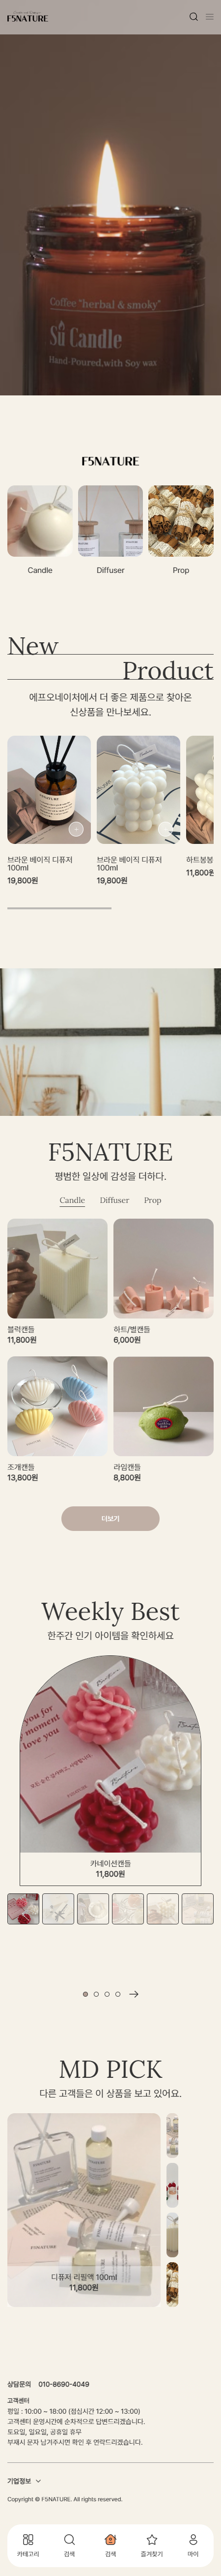 F5NATURE
Coffee "herbal & smoky"
Su Candle
Hand-Poured, with Soy wax
F5NATURE
Candle
Diffuser
Prop
New
Product
에프오네이처에서 더 좋은 제품으로 찾아온
신상품을 만나보세요.
브라운 베이직 디퓨저
100ml
19,800원
브라운 베이직 디퓨저
100ml
19,800원
하트봉봉
11,800원
F5NATURE
평범한 일상에 감성을 더하다.
Candle
Diffuser
Prop
블럭캔들
11,800원
하트/별캔들
6,000원
조개캔들
13,800원
라임캔들
8,800원
더보기
Weekly Best
한주간 인기 아이템을 확인하세요
카네이션캔들
11,800원
MD PICK
다른 고객들은 이 상품을 보고 있어요.
디퓨저 리필액 100ml
11,800원
상담문의 010-8690-4049
고객센터
평일 : 10:00 ~ 18:00 (점심시간 12:00 ~ 13:00)
고객센터 운영시간에 순차적으로 답변드리겠습니다.
토요일, 일요일, 공휴일 휴무
부재시 문자 남겨주시면 확인 후 연락드리겠습니다.
기업정보
Copyright © F5NATURE. All rights reserved.
카테고리
검색
검색
즐겨찾기
마이